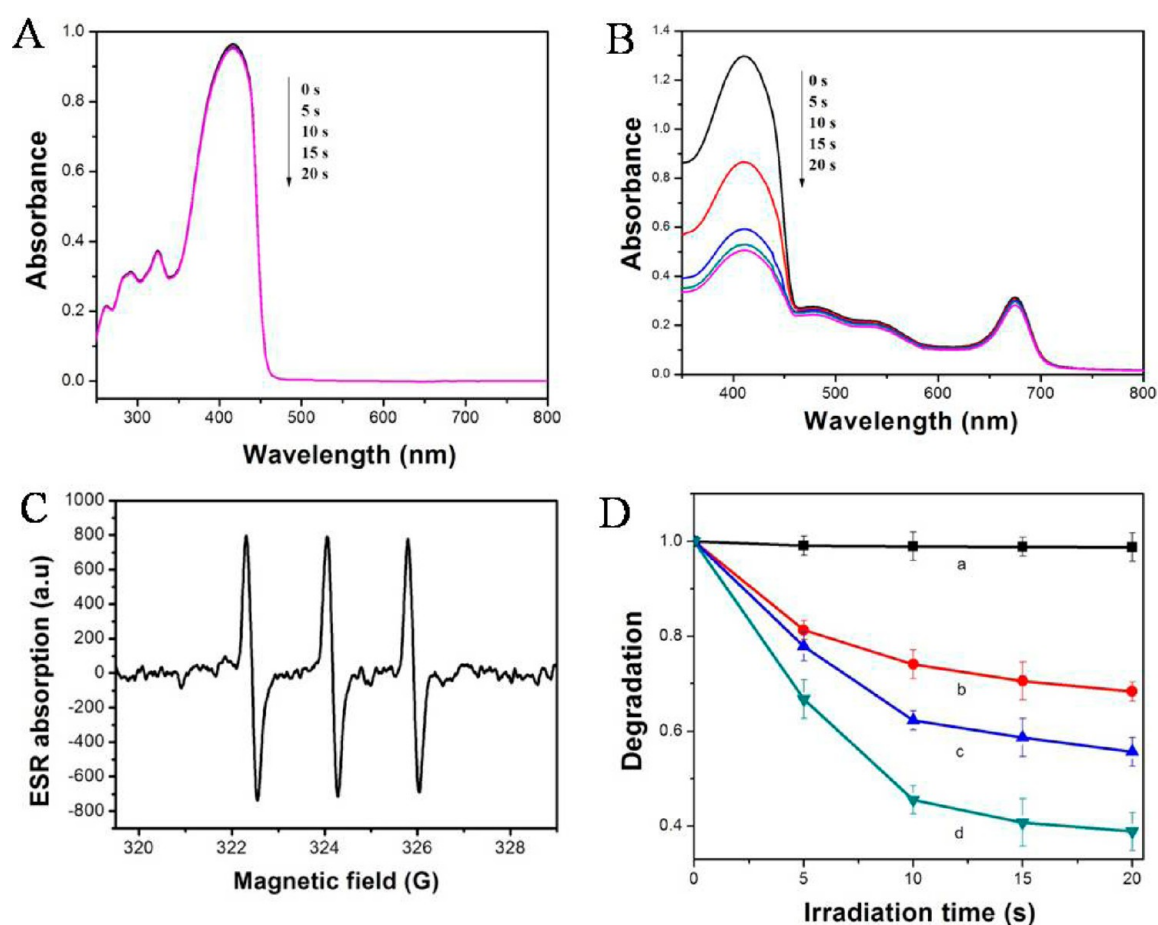 A
Absorbance
1.0
0.8
0.6
0.4
0.2
0.0
0 s
5 s
10 s
15 s
20 s
300 400 500 600 700 800
Wavelength (nm)
B
Absorbance
1.4
1.2
1.0
0.8
0.6
0.4
0.2
0.0
0 s
5 s
10 s
15 s
20 s
400 500 600 700 800
Wavelength (nm)
C
ESR absorption (a.u)
1000
800
600
400
200
0
-200
-400
-600
-800
320 322 324 326 328
Magnetic field (G)
D
Degradation
1.0
0.8
0.6
0.4
a
b
c
d
0 5 10 15 20
Irradiation time (s)